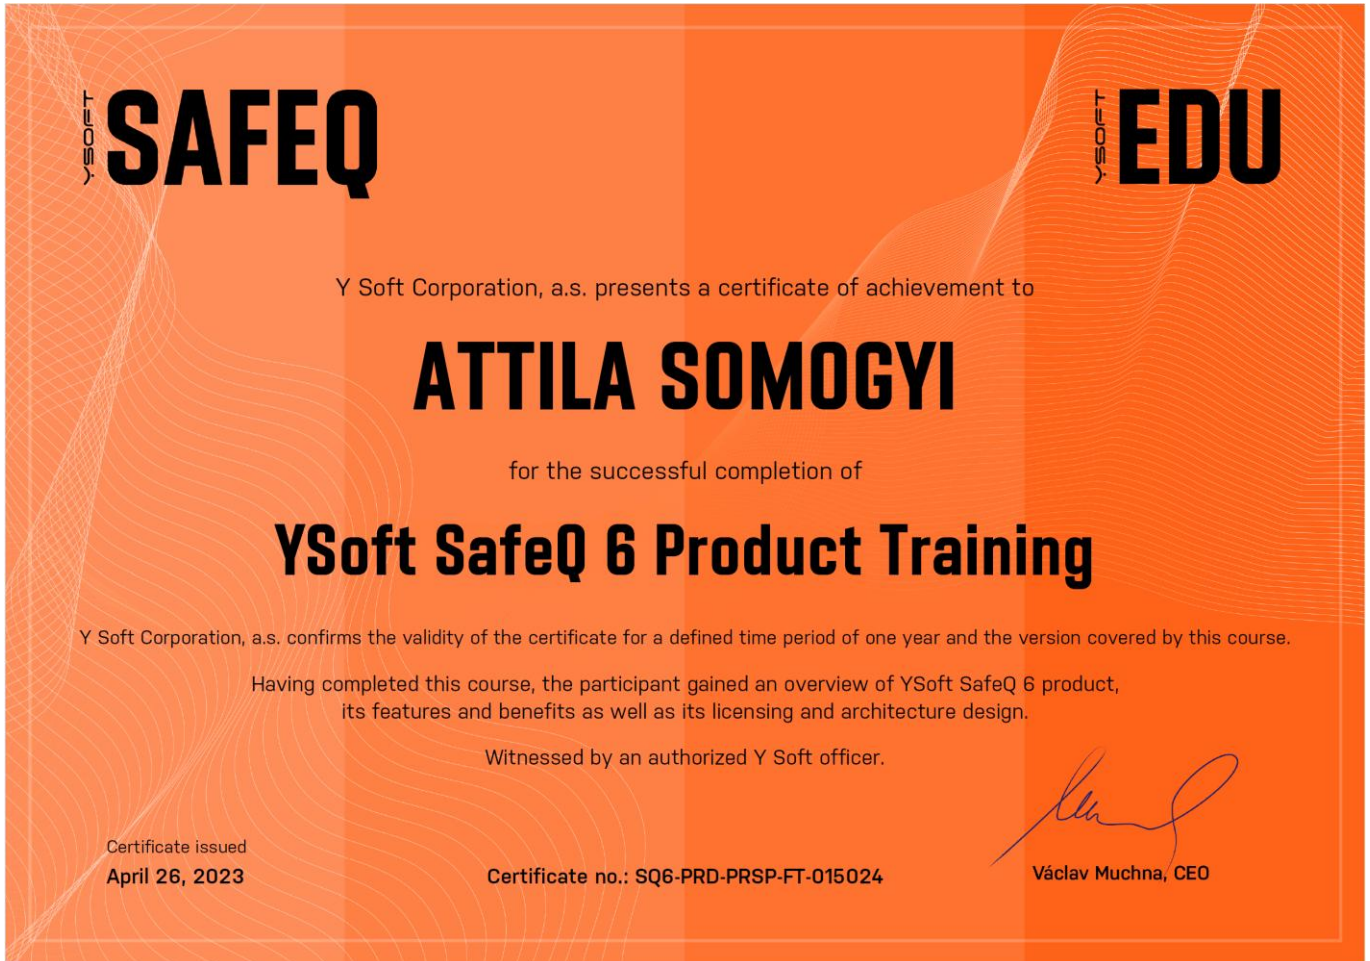 YSOFT SAFEQ
YSOFT EDU
Y Soft Corporation, a.s. presents a certificate of achievement to
ATTILA SOMOGYI
for the successful completion of
YSoft SafeQ 6 Product Training
Y Soft Corporation, a.s. confirms the validity of the certificate for a defined time period of one year and the version covered by this course.
Having completed this course, the participant gained an overview of YSoft SafeQ 6 product,
its features and benefits as well as its licensing and architecture design.
Witnessed by an authorized Y Soft officer.
Certificate issued
April 26, 2023
Certificate no.: SQ6-PRD-PRSP-FT-015024
Václav Muchna, CEO